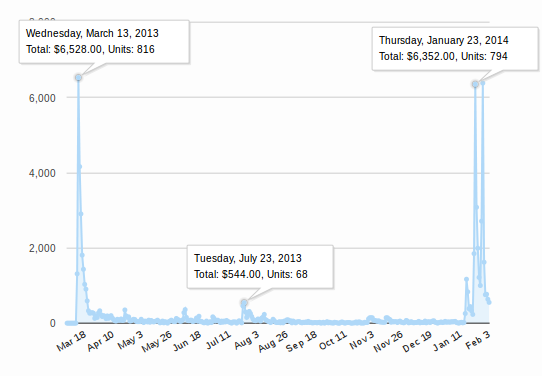 8,000
Wednesday, March 13, 2013
Total: $6,528.00, Units: 816
Thursday, January 23, 2014
Total: $6,352.00, Units: 794
6,000
4,000
2,000
Tuesday, July 23, 2013
Total: $544.00, Units: 68
0
Mar 18 Apr 10 May 3 May 26 Jun 18 Jul 11 Aug 3 Aug 26 Sep 18 Oct 11 Nov 3 Nov 26 Dec 19 Jan 11 Feb 3